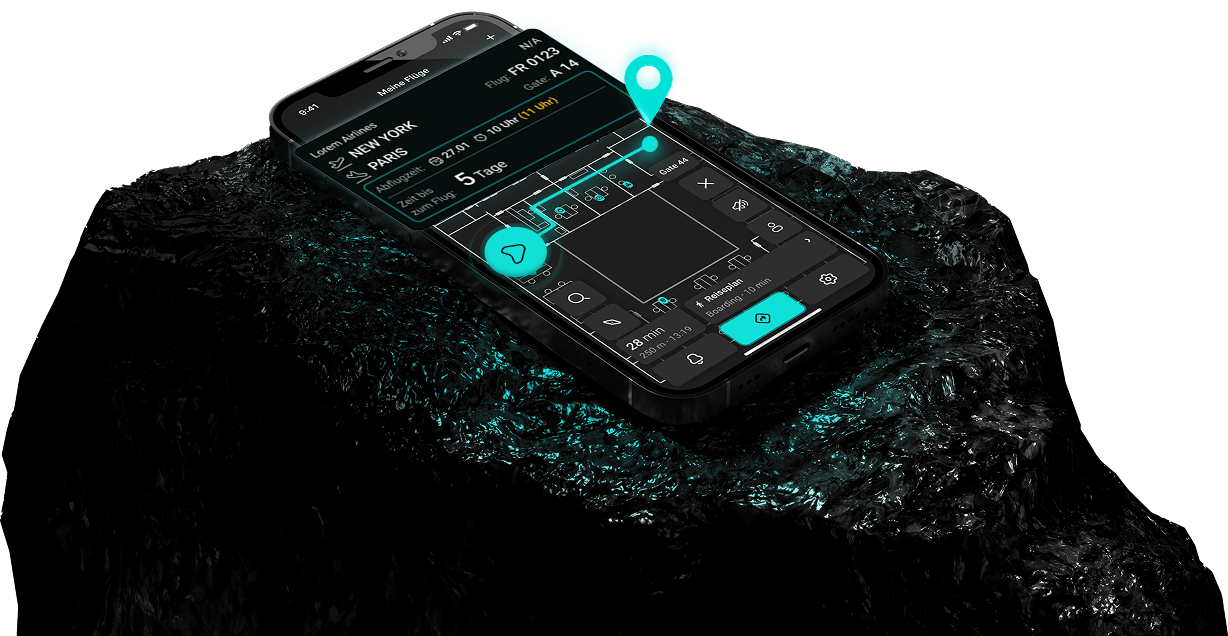 9:41
Meine Flüge
Lorem Airlines
N/A
NEW YORK
Flug: FR 0123
PARIS
Gate: A 14
Abflugzeit: 27.01 10 Uhr (11 Uhr)
Zeit bis
zum Flug: 5 Tage
Gate 44
Reiseplan
Boarding · 10 min
28 min
250 m · 13:19